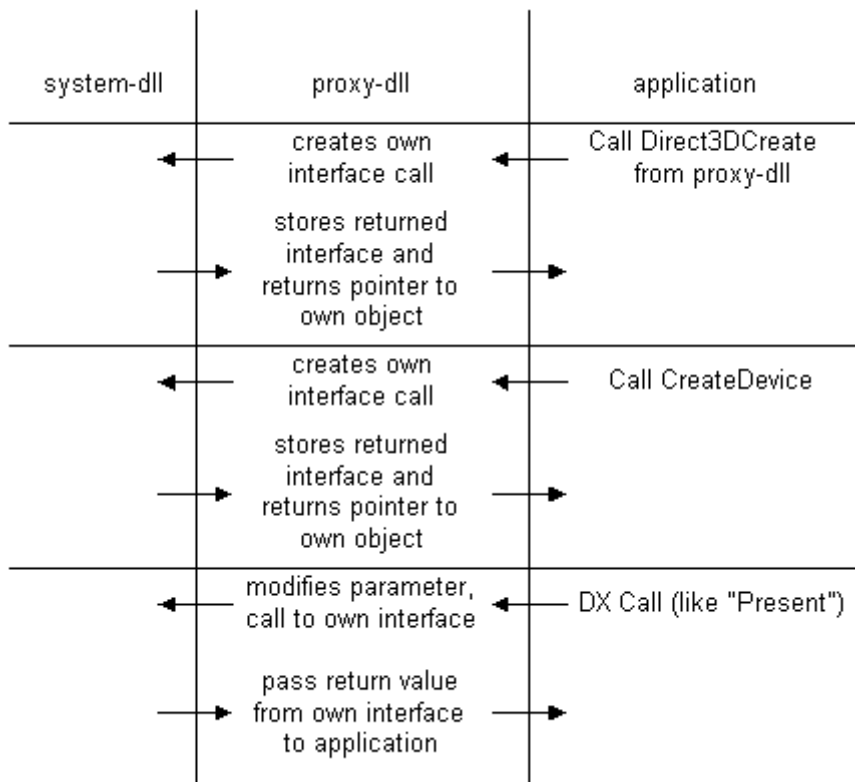 system-dll
proxy-dll
application
creates own
interface call
Call Direct3DCreate
from proxy-dll
stores returned
interface and
returns pointer to
own object
creates own
interface call
Call CreateDevice
stores returned
interface and
returns pointer to
own object
modifies parameter,
call to own interface
DX Call (like "Present")
pass return value
from own interface
to application